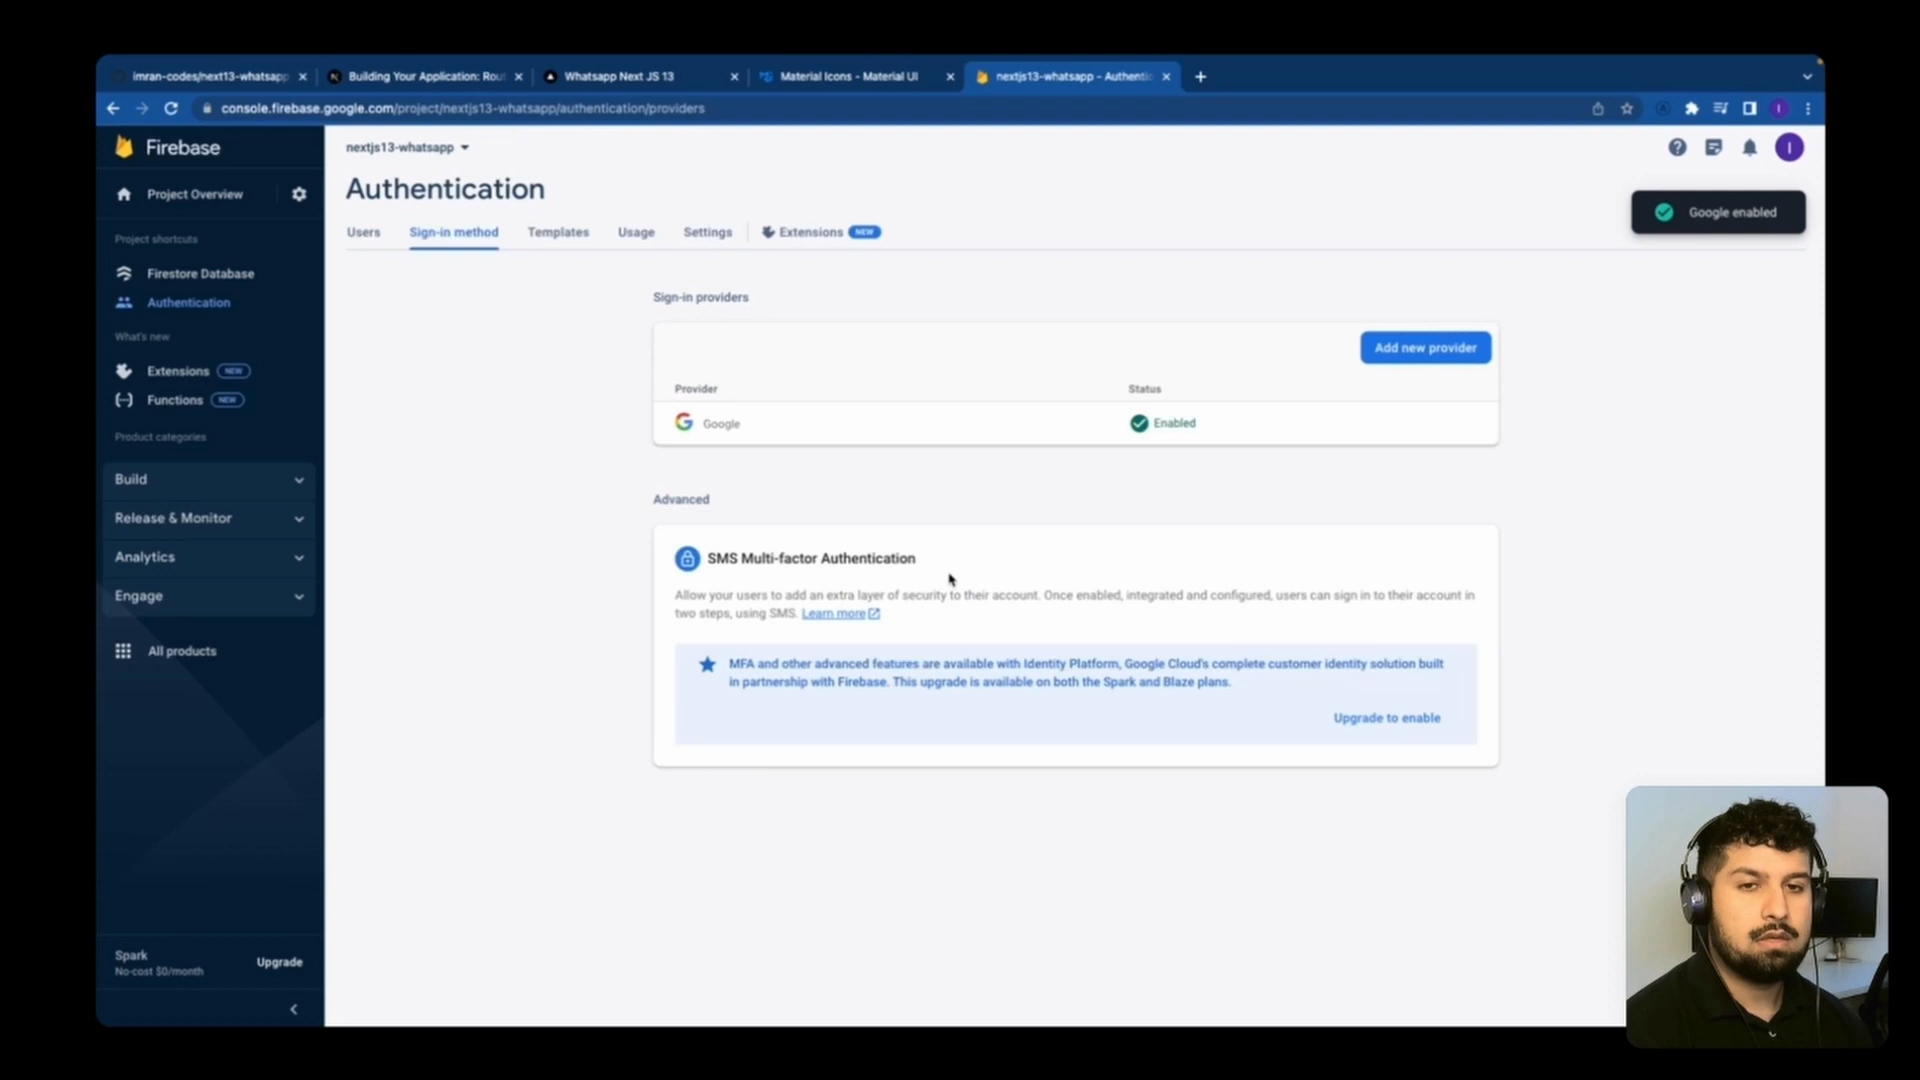 imran-codes/next13-whatsapp
Building Your Application: Rou
Whatsapp Next JS 13
Material Icons - Material UI
nextjs13-whatsapp - Authentic
console.firebase.google.com/project/nextjs13-whatsapp/authentication/providers
Firebase
nextjs13-whatsapp
I
Project Overview
Authentication
Google enabled
Users
Sign-in method
Templates
Usage
Settings
Extensions NEW
Project shortcuts
Firestore Database
Authentication
What's new
Extensions NEW
Functions NEW
Product categories
Build
Release & Monitor
Analytics
Engage
All products
Spark
No-cost $0/month
Upgrade
Sign-in providers
Add new provider
Provider
Status
Google
Enabled
Advanced
SMS Multi-factor Authentication
Allow your users to add an extra layer of security to their account. Once enabled, integrated and configured, users can sign in to their account in
two steps, using SMS. Learn more
MFA and other advanced features are available with Identity Platform, Google Cloud's complete customer identity solution built
in partnership with Firebase. This upgrade is available on both the Spark and Blaze plans.
Upgrade to enable